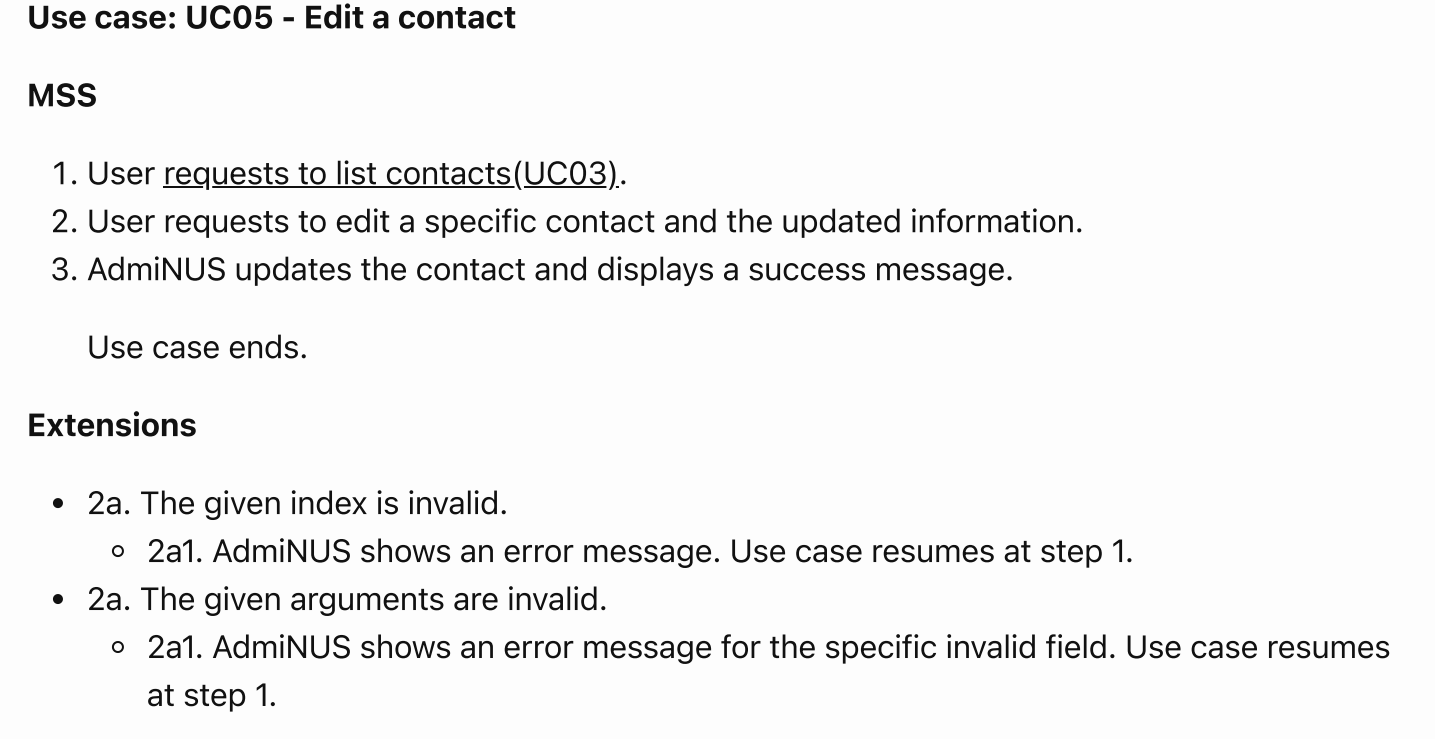 Use case: UC05 - Edit a contact
MSS
1. User requests to list contacts(UC03).
2. User requests to edit a specific contact and the updated information.
3. AdmiNUS updates the contact and displays a success message.
Use case ends.
Extensions
• 2a. The given index is invalid.
◦ 2a1. AdmiNUS shows an error message. Use case resumes at step 1.
• 2a. The given arguments are invalid.
◦ 2a1. AdmiNUS shows an error message for the specific invalid field. Use case resumes
at step 1.